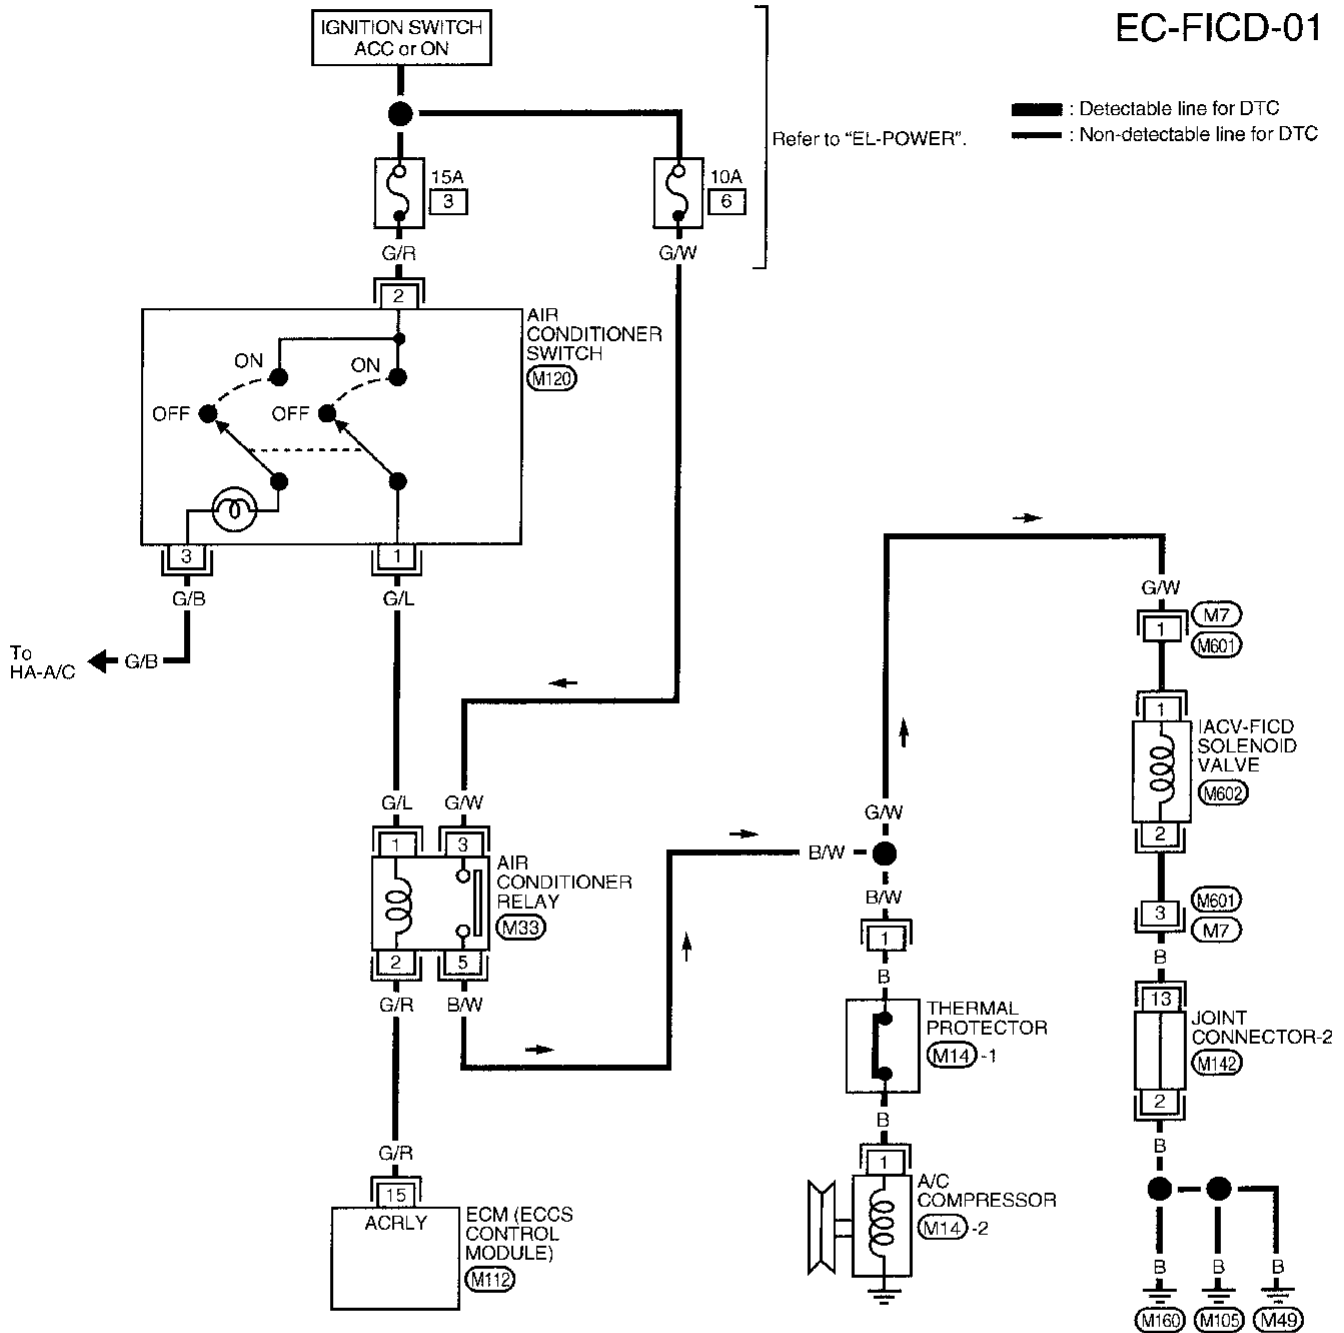 EC-FICD-01
IGNITION SWITCH
ACC or ON
: Detectable line for DTC
: Non-detectable line for DTC
Refer to "EL-POWER".
15A
3
10A
6
G/R
G/W
2
AIR
CONDITIONER
SWITCH
M120
ON
ON
OFF
OFF
3
1
G/B
G/L
To
HA-A/C
G/B
G/W
1
M7
M601
1
IACV-FICD
SOLENOID
VALVE
M602
2
G/L
G/W
G/W
1
3
AIR
CONDITIONER
RELAY
M33
2
5
B/W
B/W
1
3
M601
M7
B
B
G/R
B/W
13
JOINT
CONNECTOR-2
M142
2
THERMAL
PROTECTOR
M14 -1
B
B
G/R
15
ACRLY
ECM (ECCS
CONTROL
MODULE)
M112
1
A/C
COMPRESSOR
M14 -2
B
B
B
M160
M105
M49